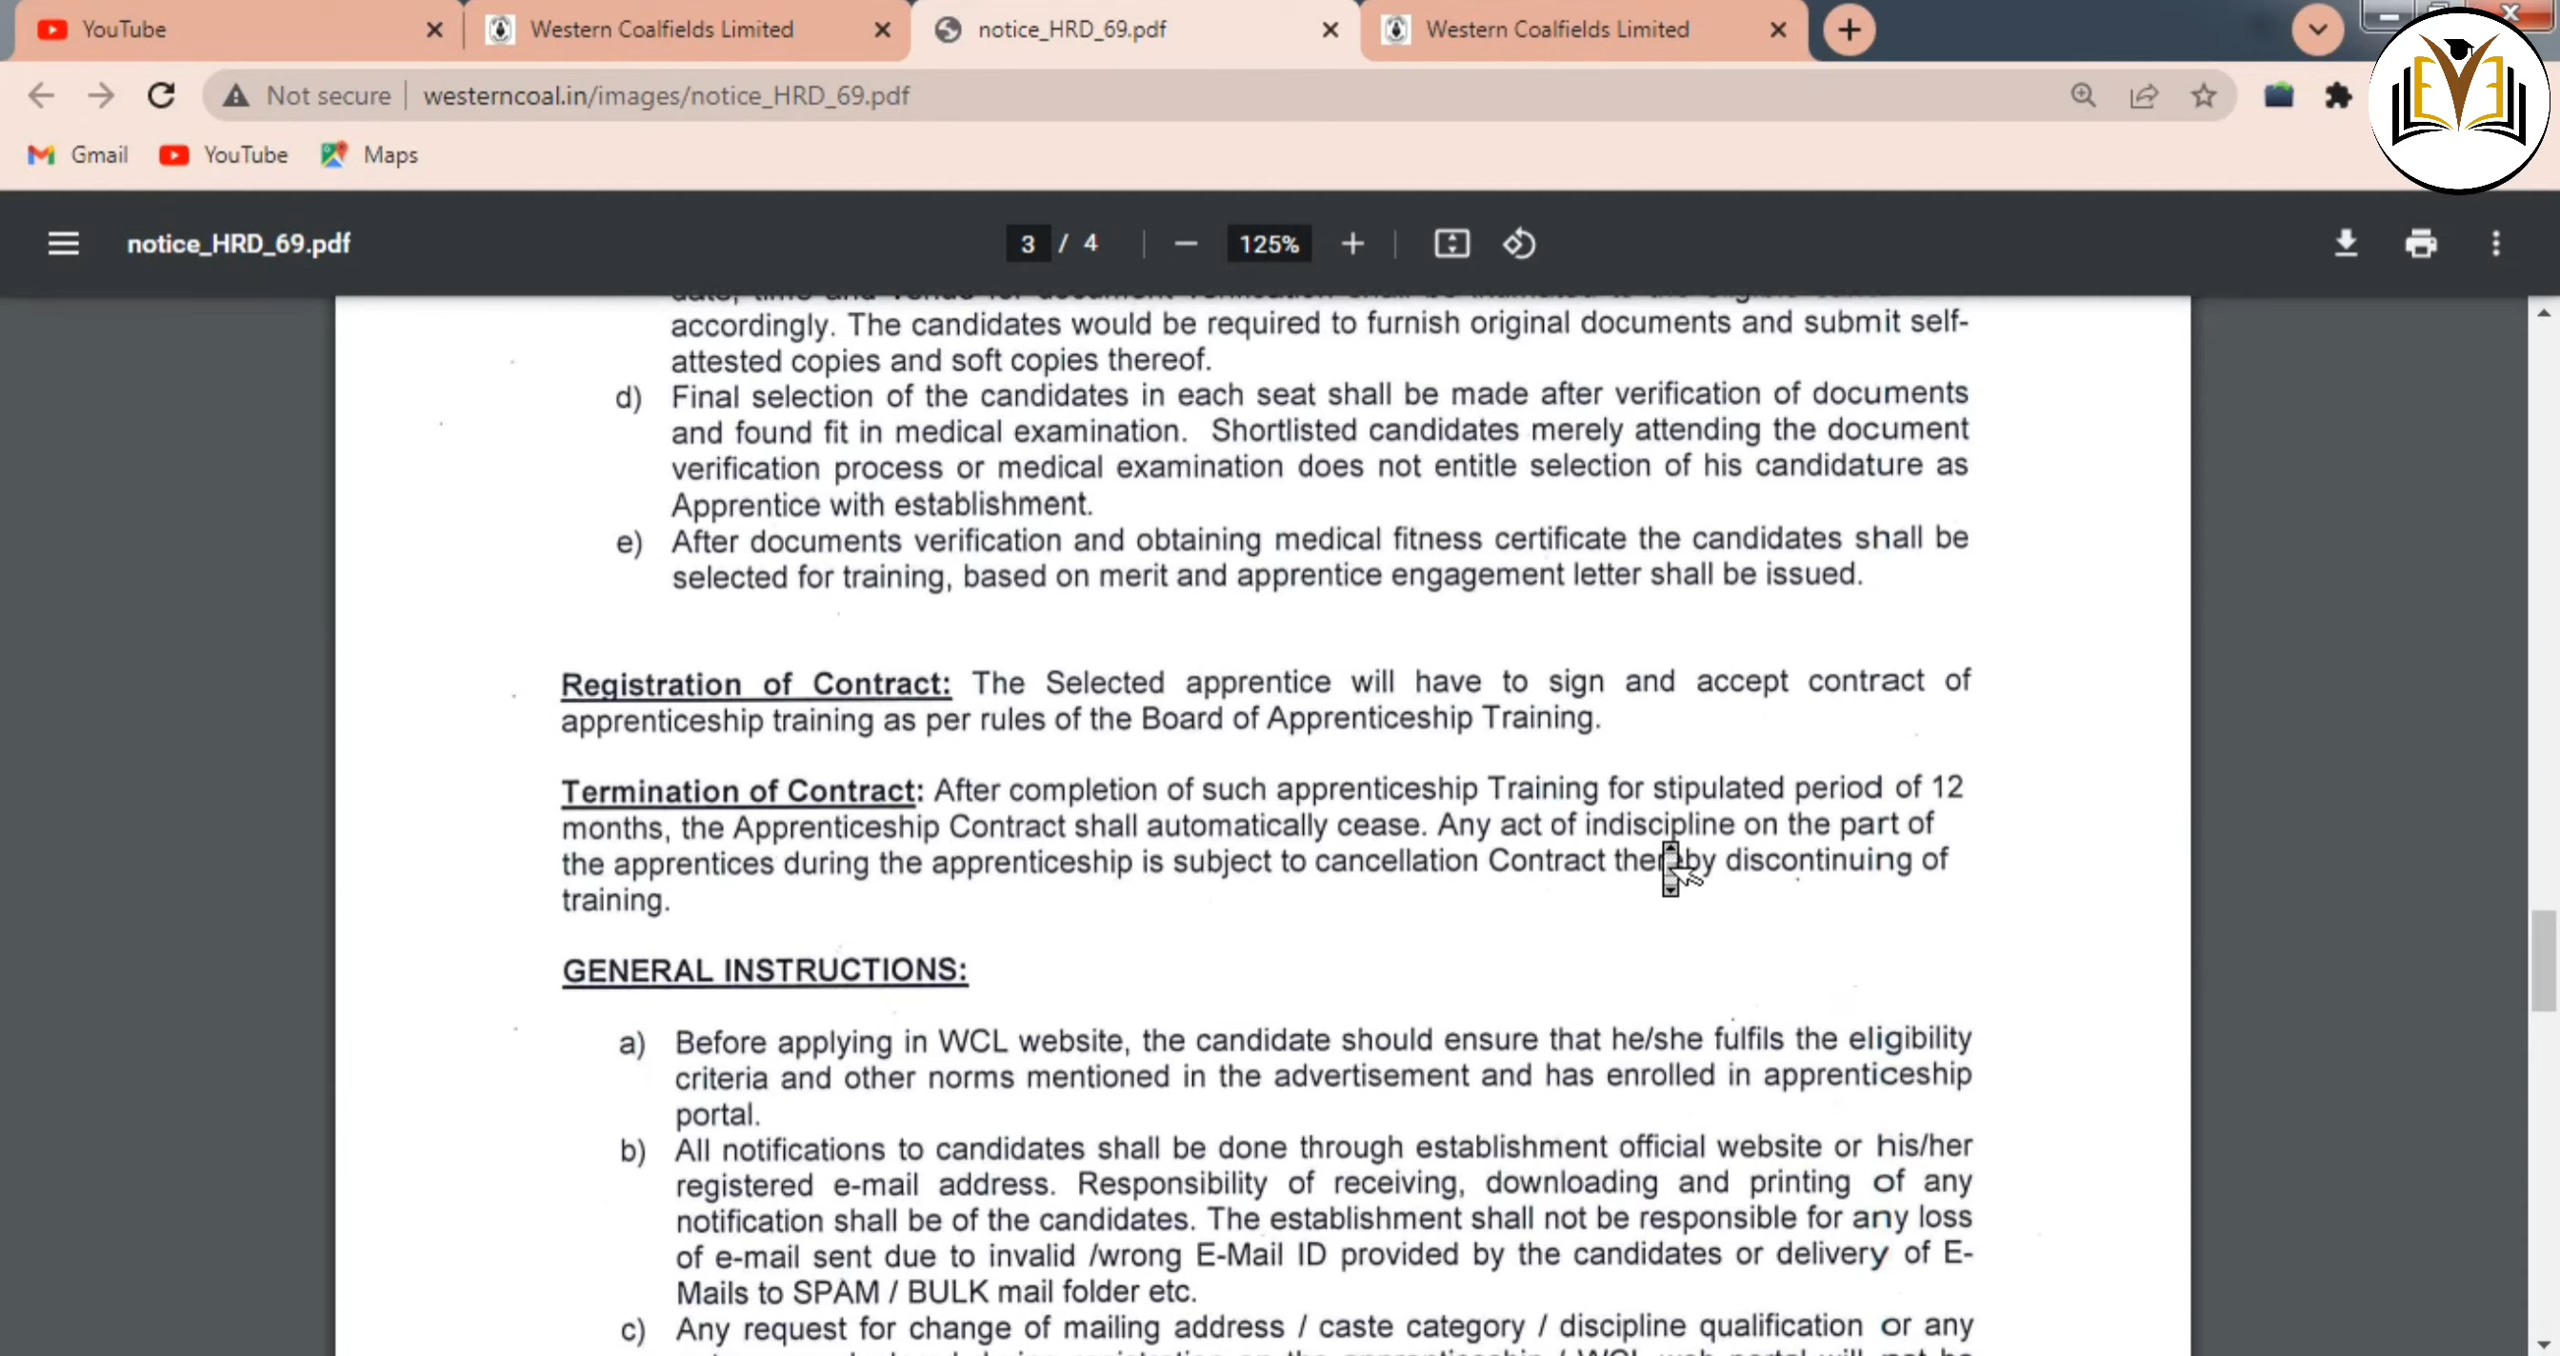 YouTube
Western Coalfields Limited
notice_HRD_69.pdf
Western Coalfields Limited
Not secure
westerncoal.in/images/notice_HRD_69.pdf
Gmail
YouTube
Maps
notice_HRD_69.pdf
3 / 4
125%
date, time and venue for document verification shall be intimated to the eligible
accordingly. The candidates would be required to furnish original documents and submit self-
attested copies and soft copies thereof.
d) Final selection of the candidates in each seat shall be made after verification of documents
and found fit in medical examination. Shortlisted candidates merely attending the document
verification process or medical examination does not entitle selection of his candidature as
Apprentice with establishment.
e) After documents verification and obtaining medical fitness certificate the candidates shall be
selected for training, based on merit and apprentice engagement letter shall be issued.
Registration of Contract: The Selected apprentice will have to sign and accept contract of
apprenticeship training as per rules of the Board of Apprenticeship Training.
Termination of Contract: After completion of such apprenticeship Training for stipulated period of 12
months, the Apprenticeship Contract shall automatically cease. Any act of indiscipline on the part of
the apprentices during the apprenticeship is subject to cancellation Contract thereby discontinuing of
training.
GENERAL INSTRUCTIONS:
a) Before applying in WCL website, the candidate should ensure that he/she fulfils the eligibility
criteria and other norms mentioned in the advertisement and has enrolled in apprenticeship
portal.
b) All notifications to candidates shall be done through establishment official website or his/her
registered e-mail address. Responsibility of receiving, downloading and printing of any
notification shall be of the candidates. The establishment shall not be responsible for any loss
of e-mail sent due to invalid /wrong E-Mail ID provided by the candidates or delivery of E-
Mails to SPAM / BULK mail folder etc.
c) Any request for change of mailing address / caste category / discipline qualification or any